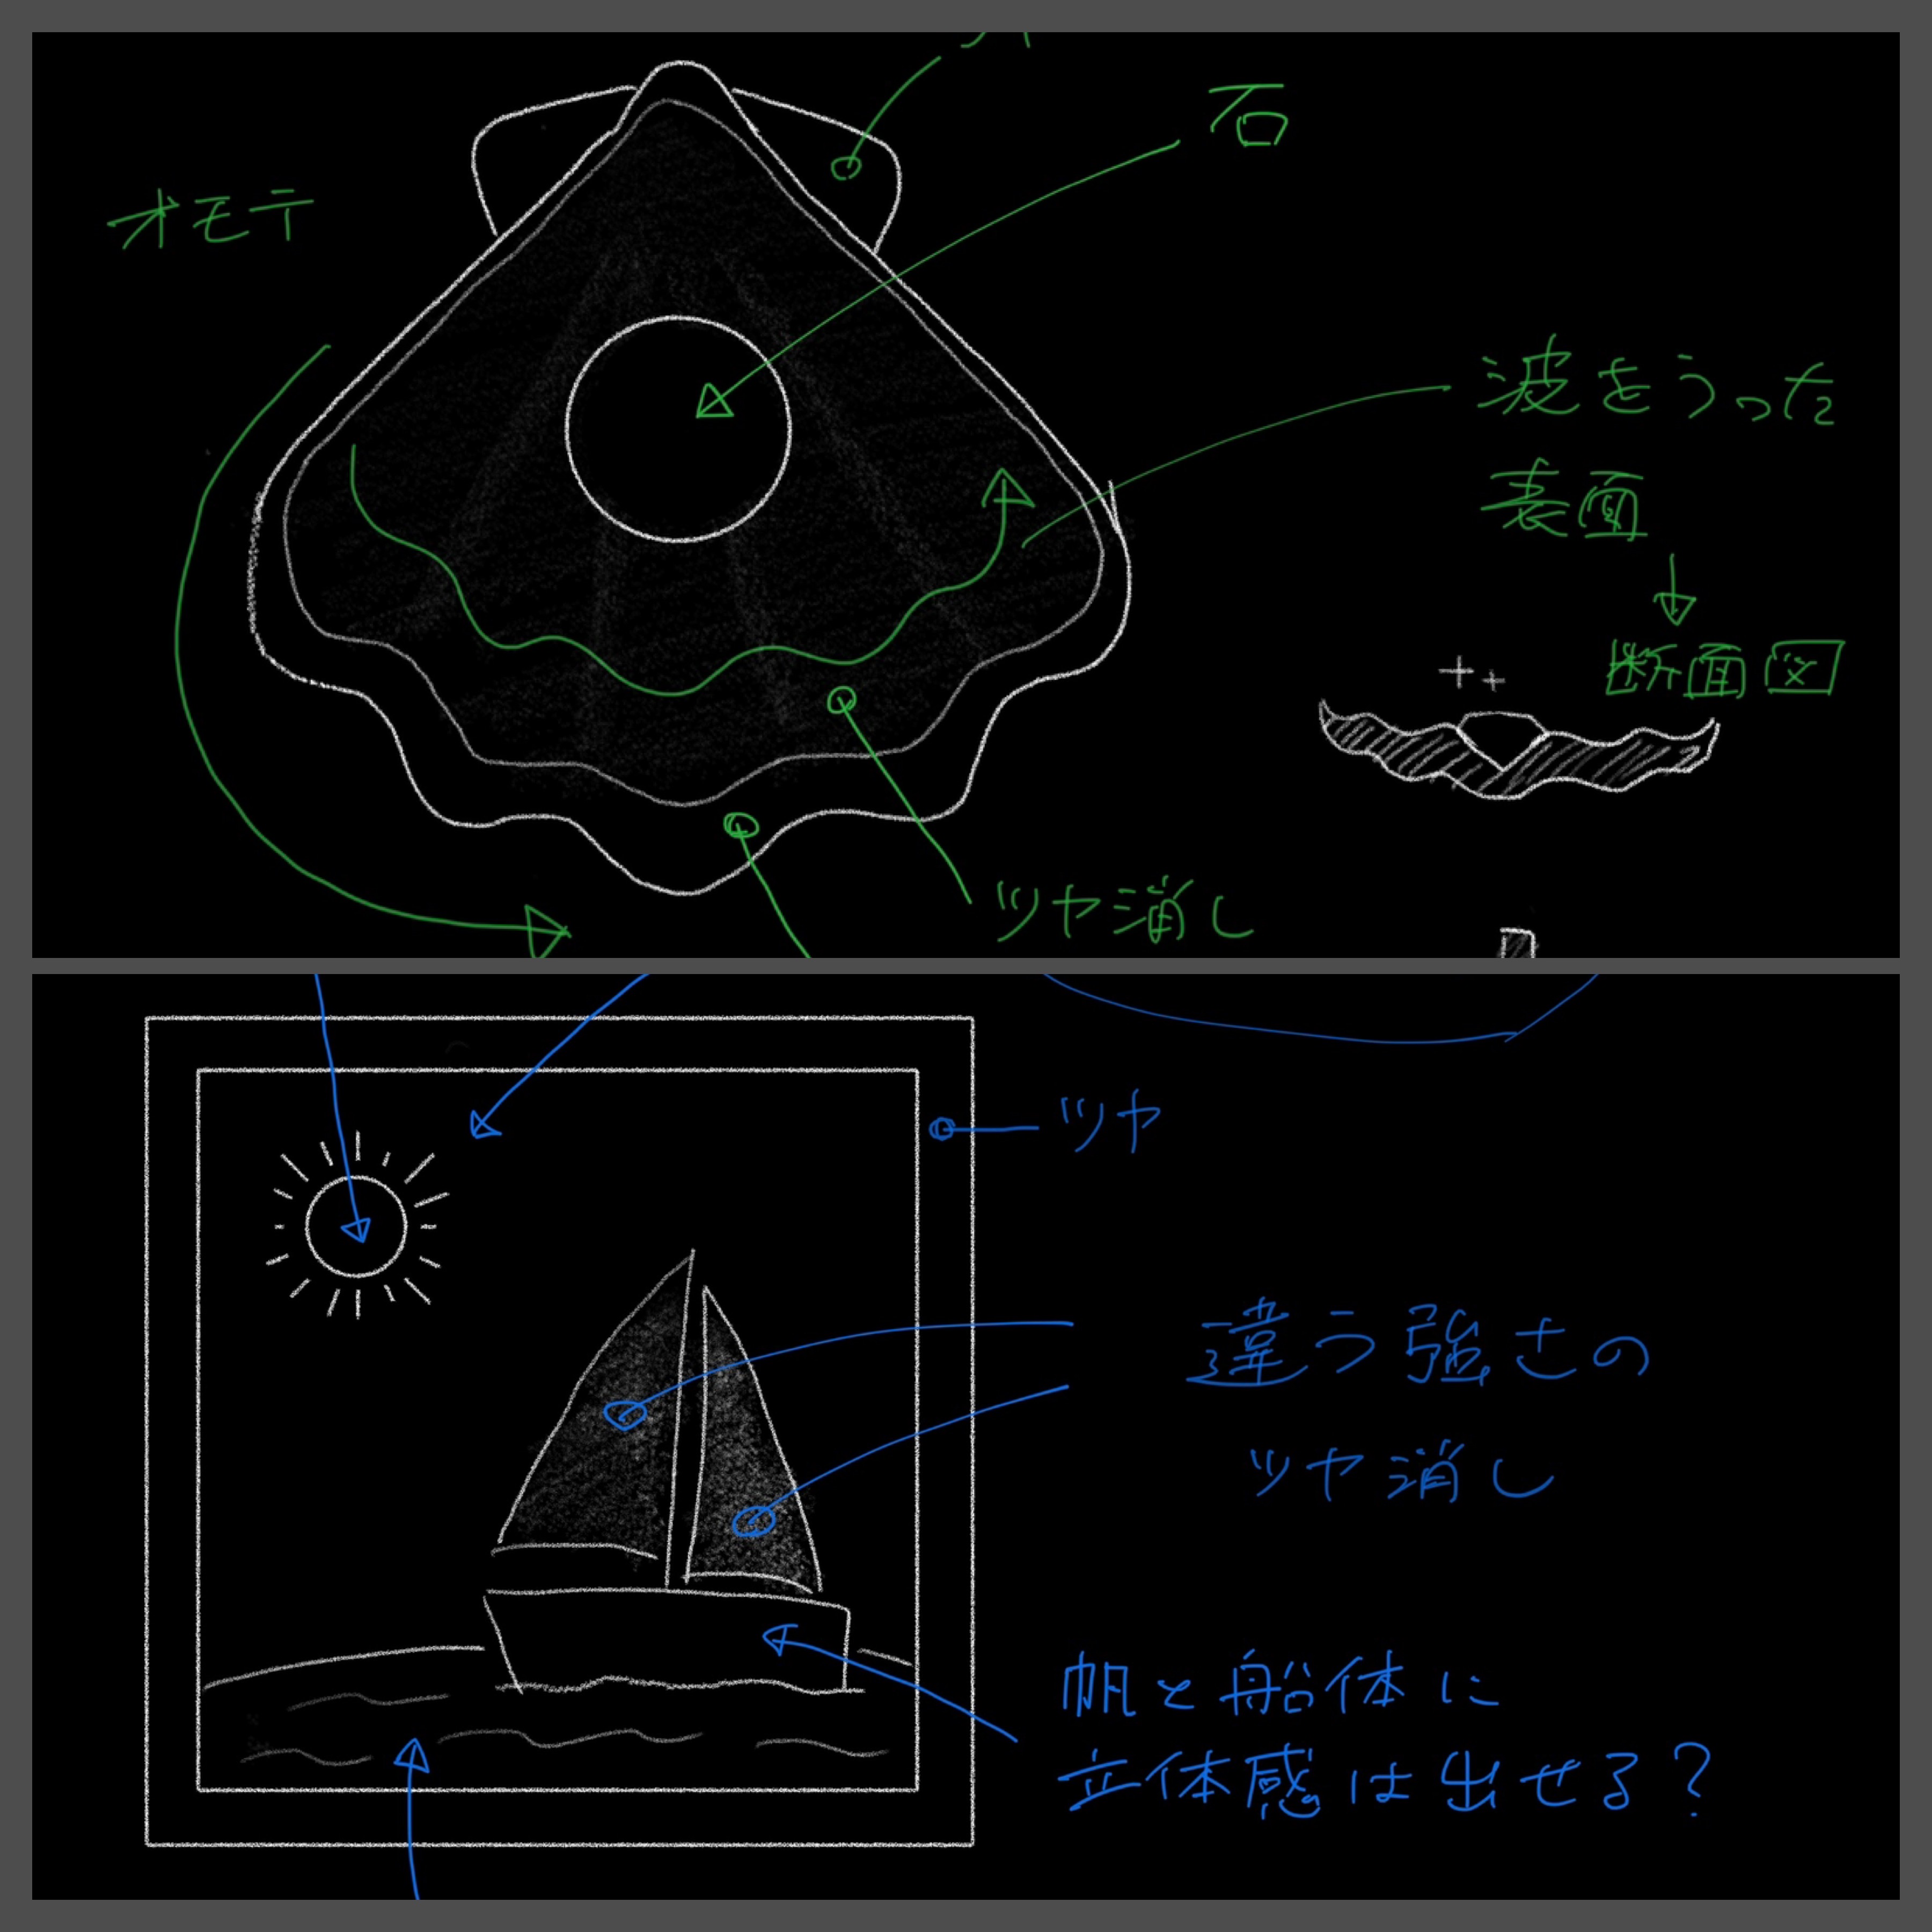 石
オモテ
波をうった
表面
断面図
ツヤ消し
ツヤ
違う強さの
ツヤ消し
帆と船体に
立体感は出せる?